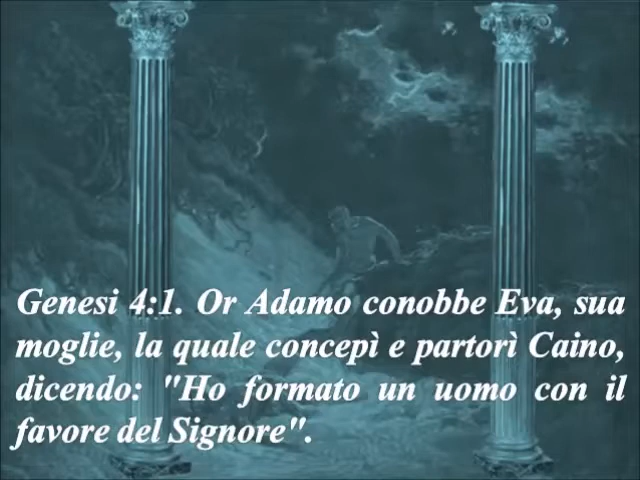 Genesi 4:1. Or Adamo conobbe Eva, sua
moglie, la quale concepì e partorì Caino,
dicendo: "Ho formato un uomo con il
favore del Signore".